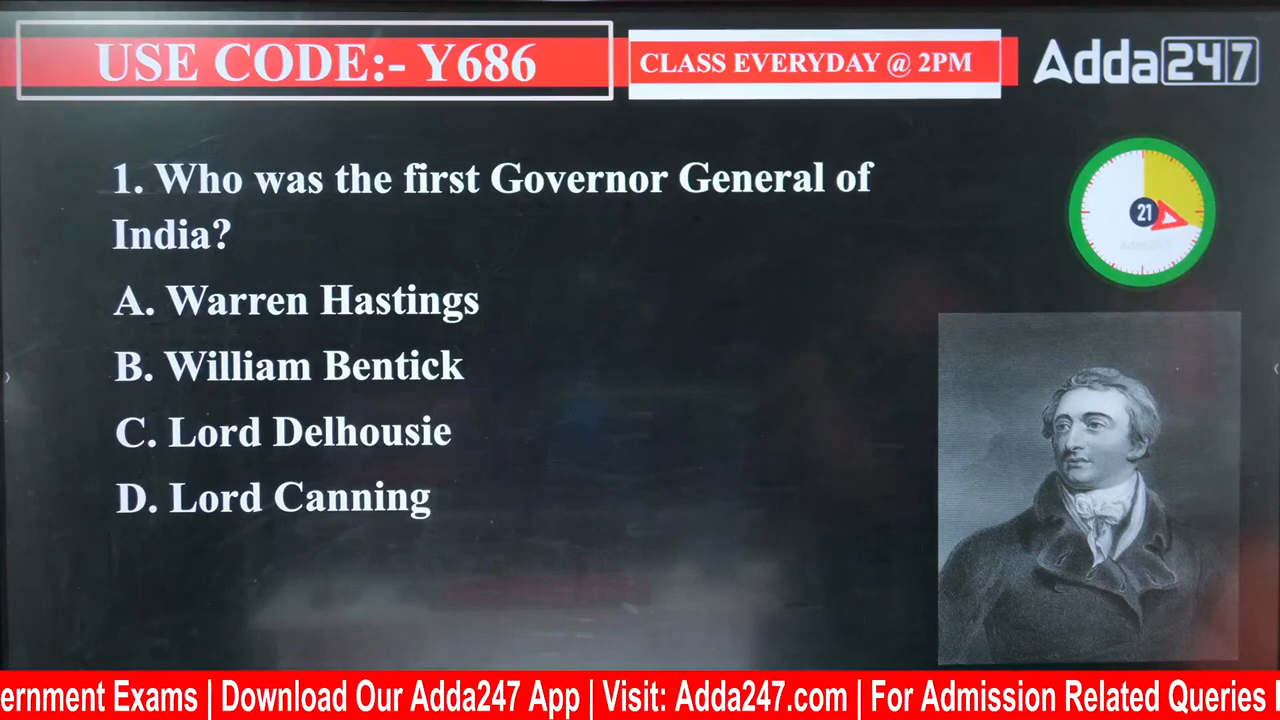 USE CODE:- Y686
CLASS EVERYDAY @ 2PM
Adda247
1. Who was the first Governor General of
India?
21
A. Warren Hastings
B. William Bentick
C. Lord Delhousie
D. Lord Canning
ernment Exams | Download Our Adda247 App | Visit: Adda247.com | For Admission Related Queries